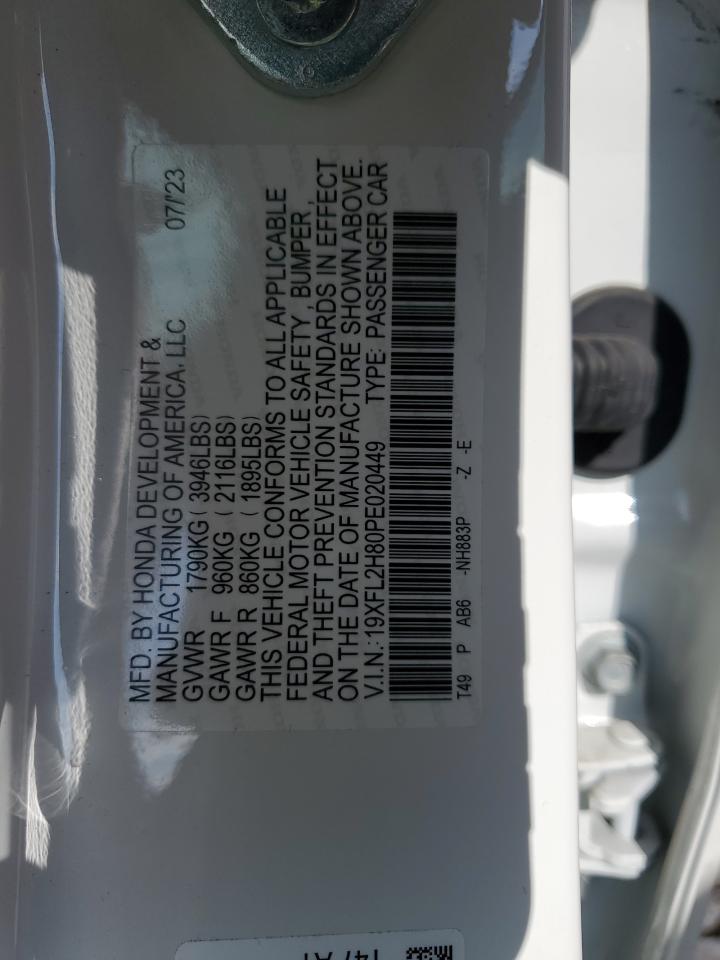 MFD. BY HONDA DEVELOPMENT &
MANUFACTURING OF AMERICA, LLC 07/'23
GVWR 1790KG ( 3946LBS)
GAWR F 960KG ( 2116LBS)
GAWR R 860KG ( 1895LBS)
THIS VEHICLE CONFORMS TO ALL APPLICABLE
FEDERAL MOTOR VEHICLE SAFETY, BUMPER,
AND THEFT PREVENTION STANDARDS IN EFFECT
ON THE DATE OF MANUFACTURE SHOWN ABOVE.
V.I.N.:19XFL2H80PE020449 TYPE: PASSENGER CAR
T49 P AB6 -NH883P -Z -E